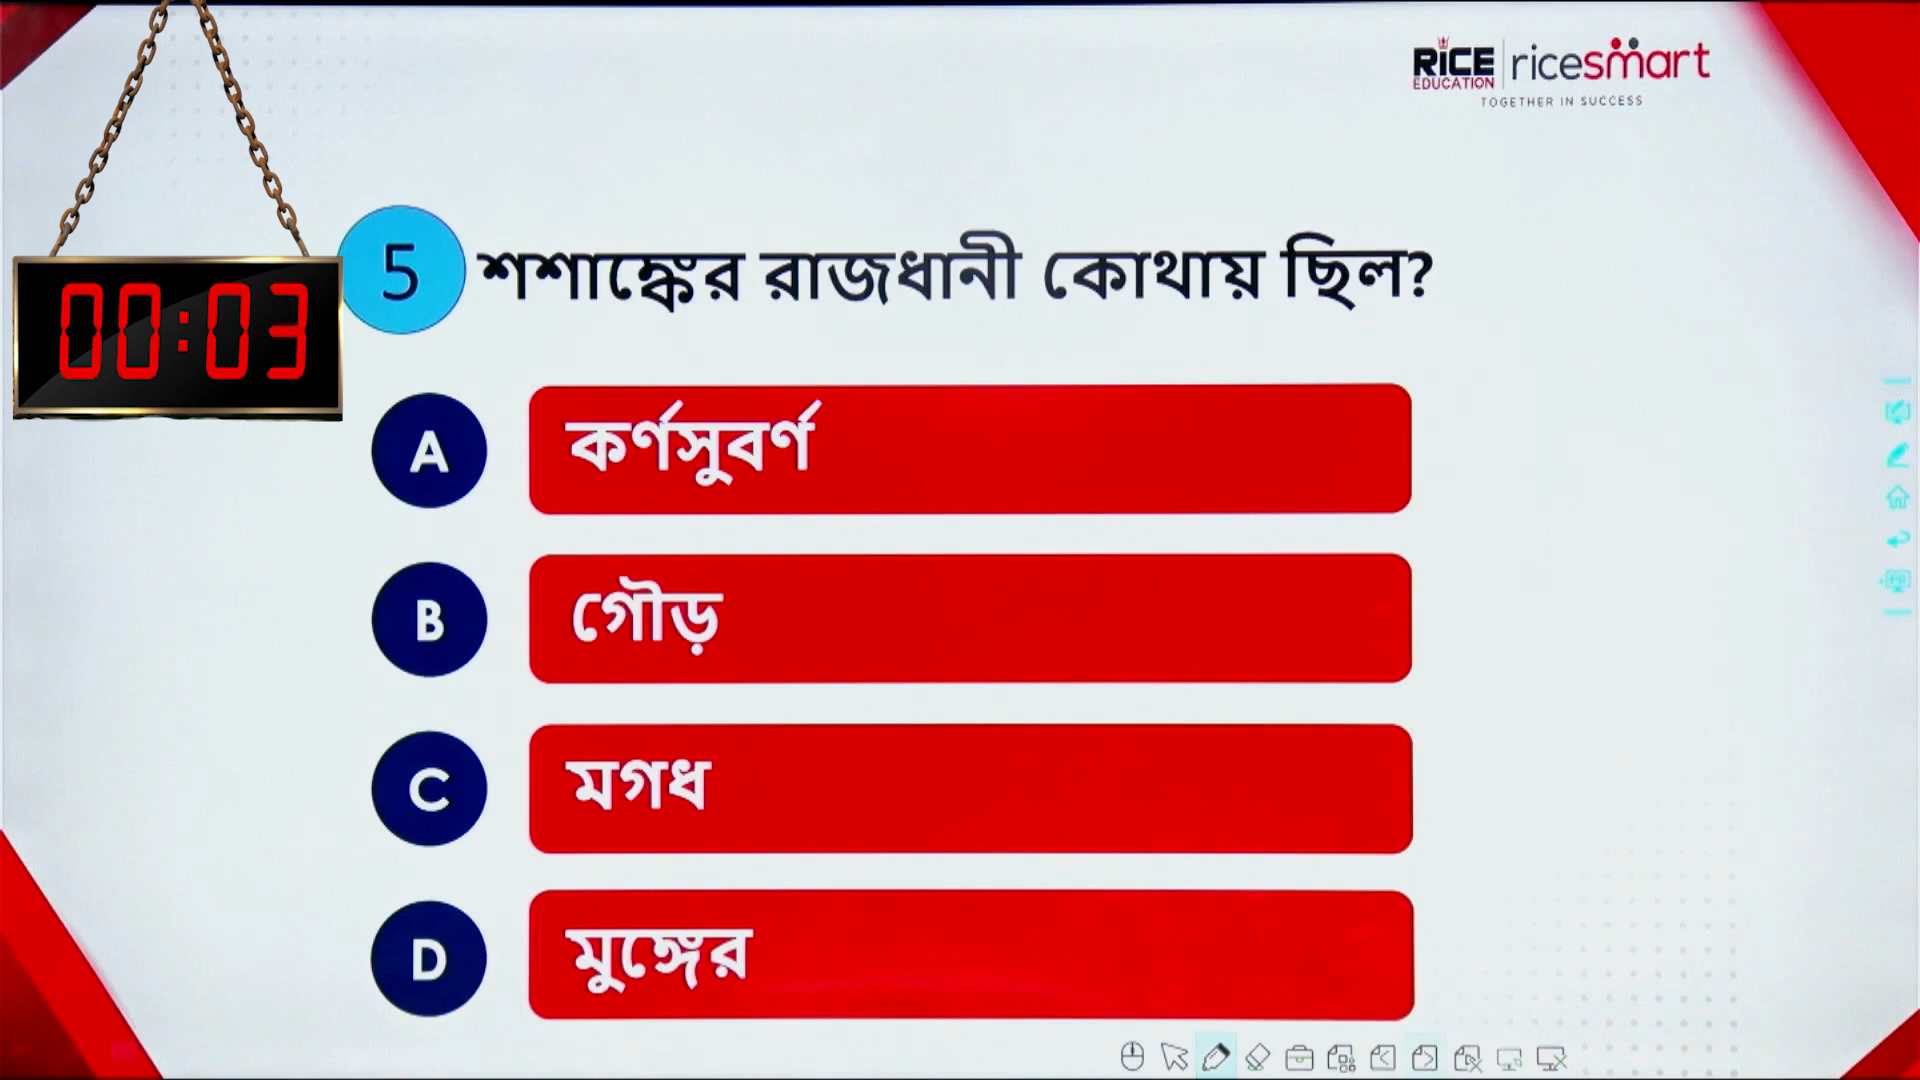 RICE
EDUCATION
ricesmart
TOGETHER IN SUCCESS
00:03
5 শশাঙ্কের রাজধানী কোথায় ছিল?
A কর্ণসুবর্ণ
B গৌড়
C মগধ
D মুঙ্গের